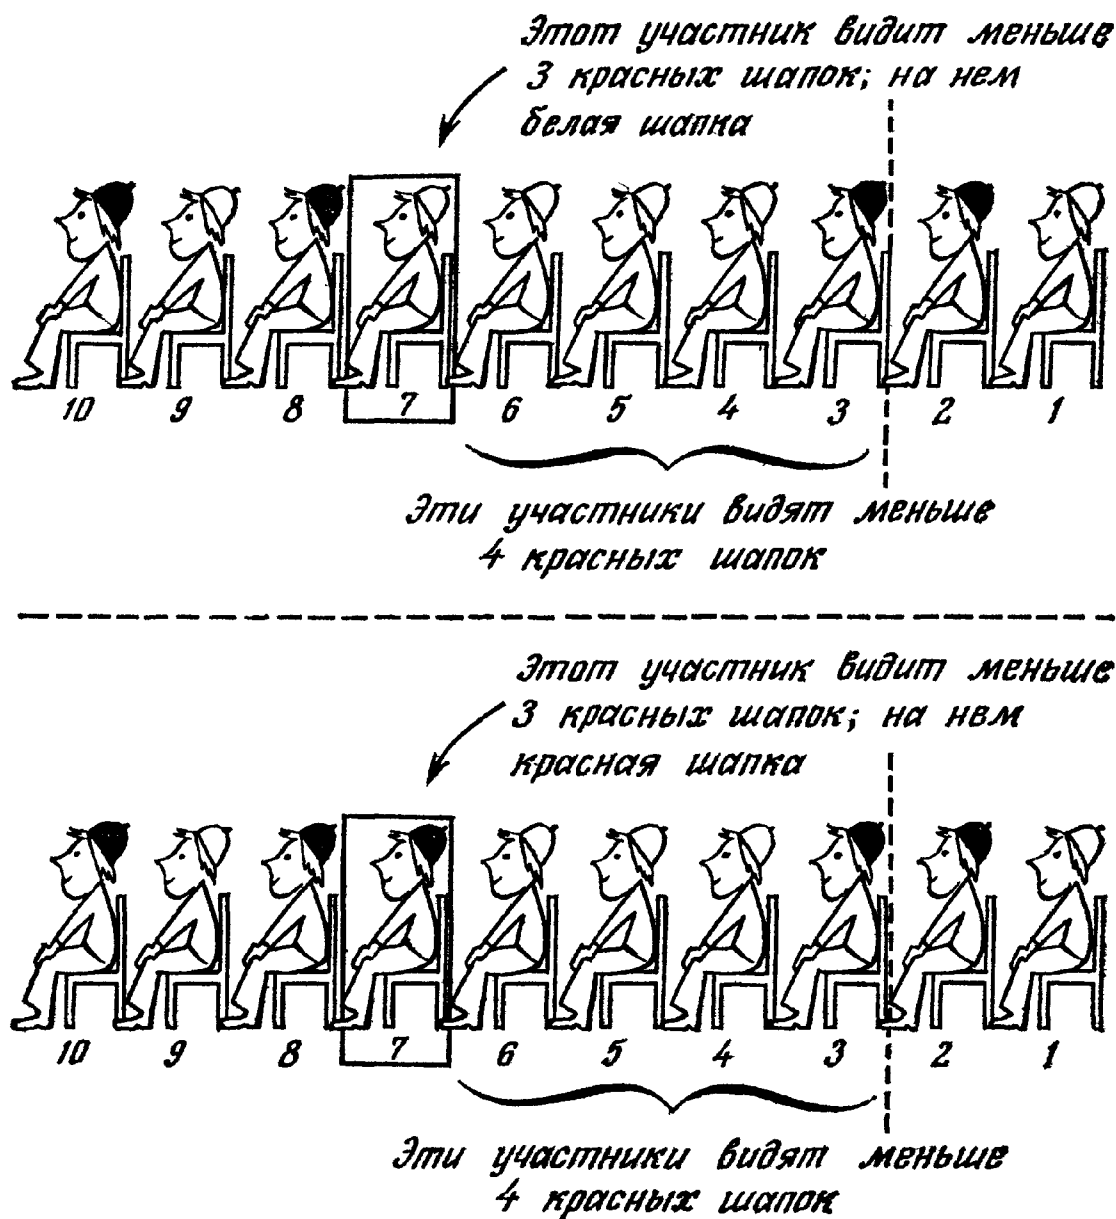 Этот участник видит меньше
3 красных шапок; на нем
белая шапка
10 9 8 7 6 5 4 3 2 1
Эти участники видят меньше
4 красных шапок
Этот участник видит меньше
3 красных шапок; на нем
красная шапка
10 9 8 7 6 5 4 3 2 1
Эти участники видят меньше
4 красных шапок